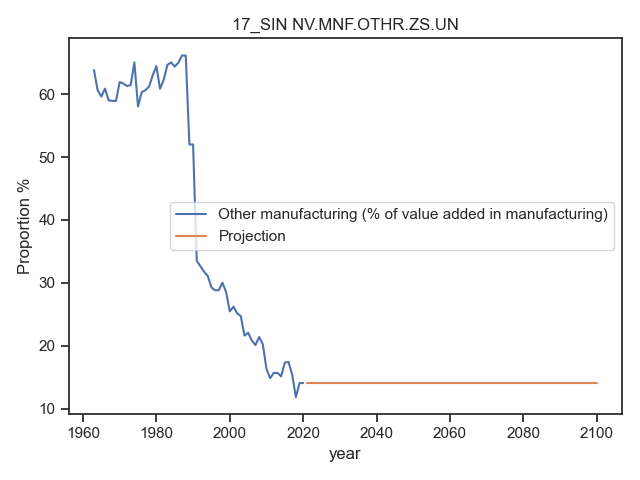 17_SIN NV.MNF.OTHR.ZS.UN
60
50
40
30
20
10
Proportion %
Other manufacturing (% of value added in manufacturing)
Projection
1960 1980 2000 2020 2040 2060 2080 2100
year